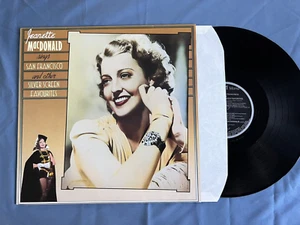 Jeanette
MACDONALD
sings
SAN FRANCISCO
and other
SILVER SCREEN
FAVOURITES